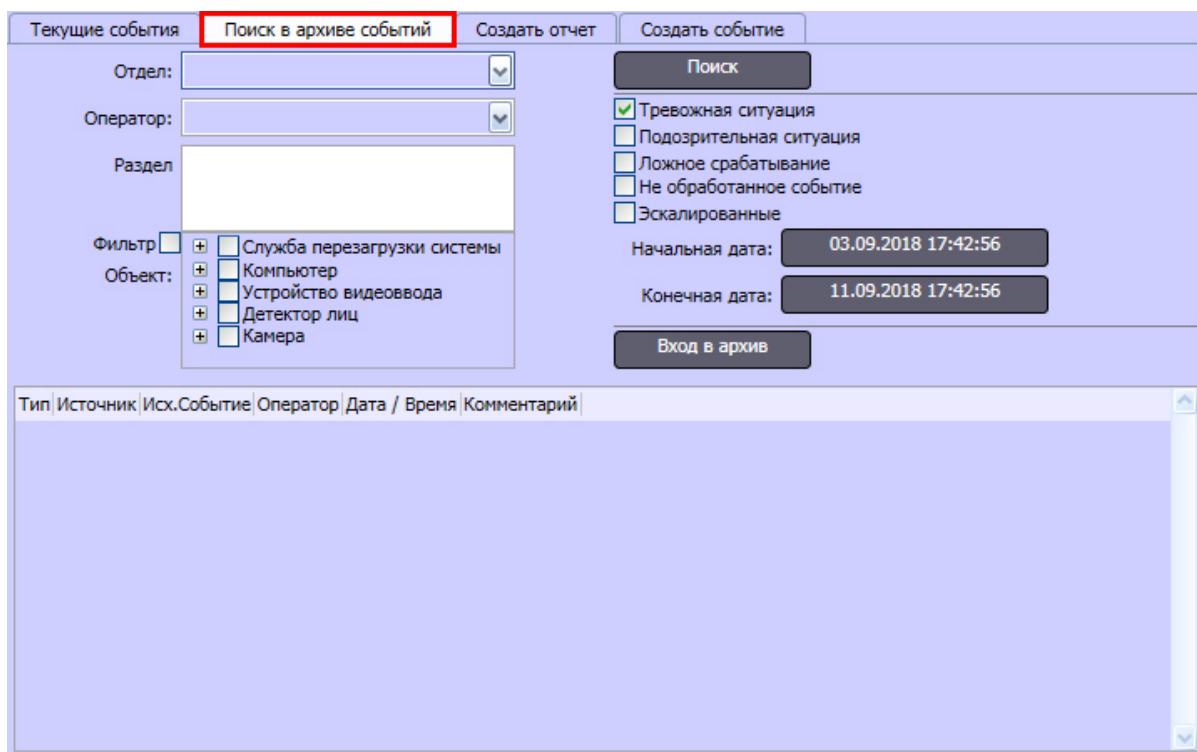 Текущие события
Поиск в архиве событий
Создать отчет
Создать событие
Отдел:
Оператор:
Раздел
Фильтр
Объект:
Служба перезагрузки системы
Компьютер
Устройство видеоввода
Детектор лиц
Камера
Поиск
Тревожная ситуация
Подозрительная ситуация
Ложное срабатывание
Не обработанное событие
Эскалированные
Начальная дата: 03.09.2018 17:42:56
Конечная дата: 11.09.2018 17:42:56
Вход в архив
Тип Источник Исх.Событие Оператор Дата / Время Комментарий